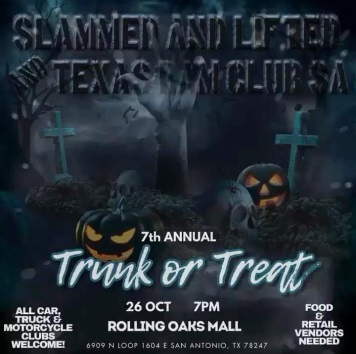 SLAMMED AND LIFTED
AND TEXAS RAM CLUB SA
7th ANNUAL
Trunk or Treat
26 OCT 7PM
ROLLING OAKS MALL
6909 N LOOP 1604 E SAN ANTONIO, TX 78247
ALL CAR,
TRUCK &
MOTORCYCLE
CLUBS
WELCOME!
FOOD
&
RETAIL
VENDORS
NEEDED